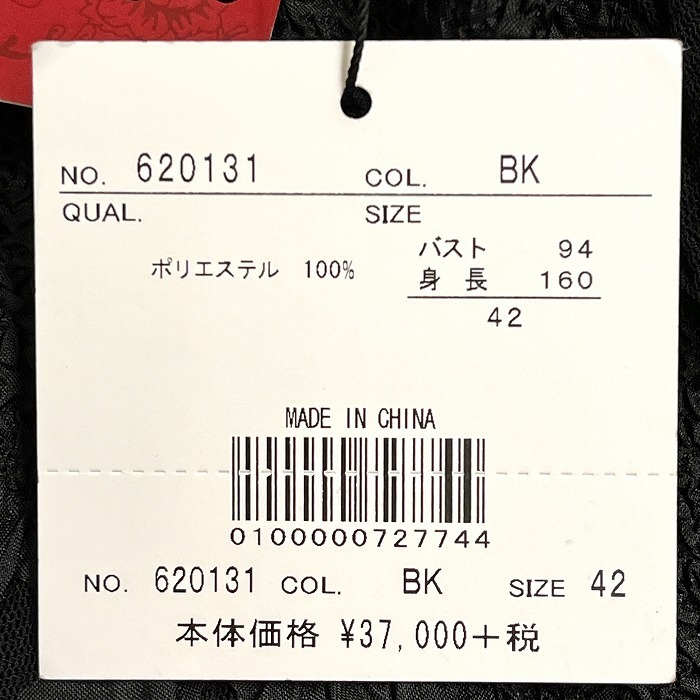 NO. 620131 COL. BK
QUAL. SIZE
バスト 94
ポリエステル 100% 身長 160
42
MADE IN CHINA
0100000727744
NO. 620131 COL. BK SIZE 42
本体価格 ¥37,000+税